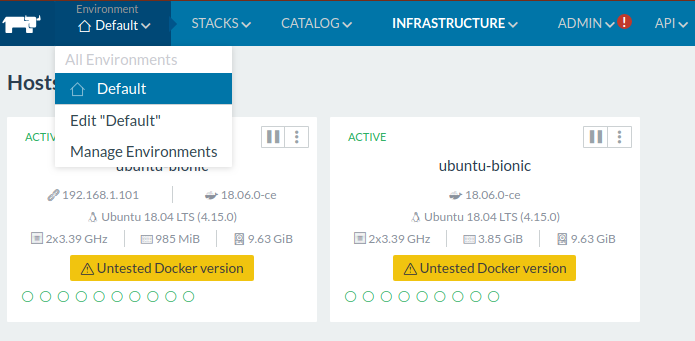 Environment
Default
STACKS
CATALOG
INFRASTRUCTURE
ADMIN
!
API
All Environments
Default
Edit "Default"
Manage Environments
Hosts
ACTIVE
ubuntu-bionic
192.168.1.101
18.06.0-ce
Ubuntu 18.04 LTS (4.15.0)
2x3.39 GHz
985 MiB
9.63 GiB
Untested Docker version
ACTIVE
ubuntu-bionic
18.06.0-ce
Ubuntu 18.04 LTS (4.15.0)
2x3.39 GHz
3.85 GiB
9.63 GiB
Untested Docker version